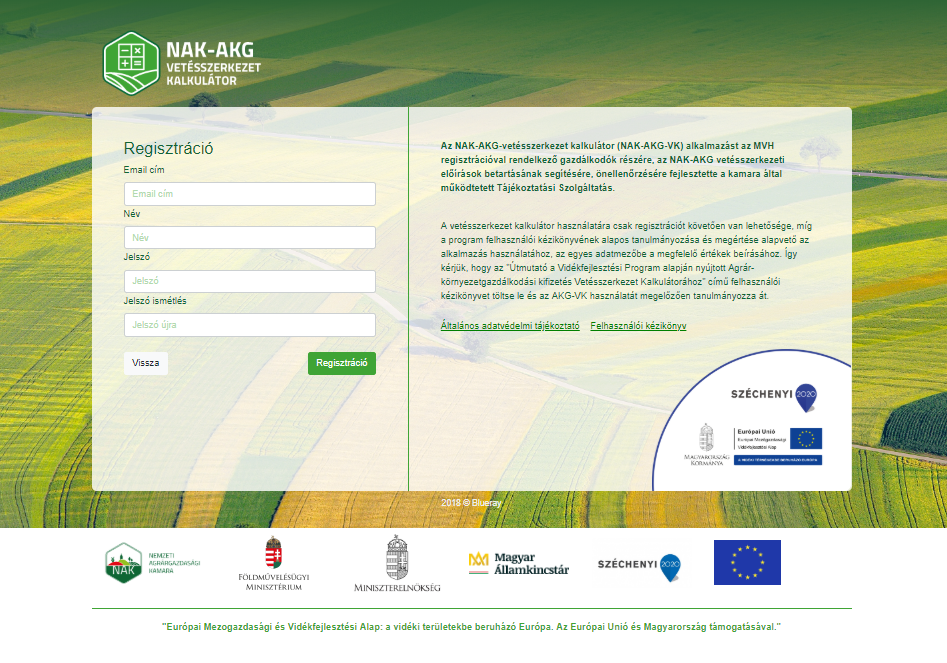 NAK-AKG
VETÉSSZERKEZET
KALKULÁTOR
Regisztráció
Email cím
Email cím
Név
Név
Jelszó
Jelszó
Jelszó ismétlés
Jelszó újra
Vissza
Regisztráció
Az NAK-AKG-vetésszerkezet kalkulátor (NAK-AKG-VK) alkalmazást az MVH
regisztrációval rendelkező gazdálkodók részére, az NAK-AKG vetésszerkezeti
előírások betartásának segítésére, önellenőrzésére fejlesztette a kamara által
működtetett Tájékoztatási Szolgáltatás.
A vetésszerkezet kalkulátor használatára csak regisztrációt követően van lehetősége, míg
a program felhasználói kézikönyvének alapos tanulmányozása és megértése alapvető az
alkalmazás használatához, az egyes adatmezőbe a megfelelő értékek beírásához. Így
kérjük, hogy az "Útmutató a Vidékfejlesztési Program alapján nyújtott Agrár-
környezetgazdálkodási kifizetés Vetésszerkezet Kalkulátorához" című felhasználói
kézikönyvet töltse le és az AKG-VK használatát megelőzően tanulmányozza át.
Általános adatvédelmi tájékoztató Felhasználói kézikönyv
SZÉCHENYI 2020
MAGYARORSZÁG
KORMÁNYA
Európai Unió
Európai Mezőgazdasági
Vidékfejlesztési Alap
A VIDÉKI TERÜLETEKBE BERUHÁZÓ EURÓPA
2018 © Blueray
NAK
NEMZETI
AGRÁRGAZDASÁGI
KAMARA
FÖLDMŰVELÉSÜGYI
MINISZTÉRIUM
MINISZTERELNÖKSÉG
Magyar
Államkincstár
SZÉCHENYI 2020
"Európai Mezogazdasági és Vidékfejlesztési Alap: a vidéki területekbe beruházó Európa. Az Európai Unió és Magyarország támogatásával."